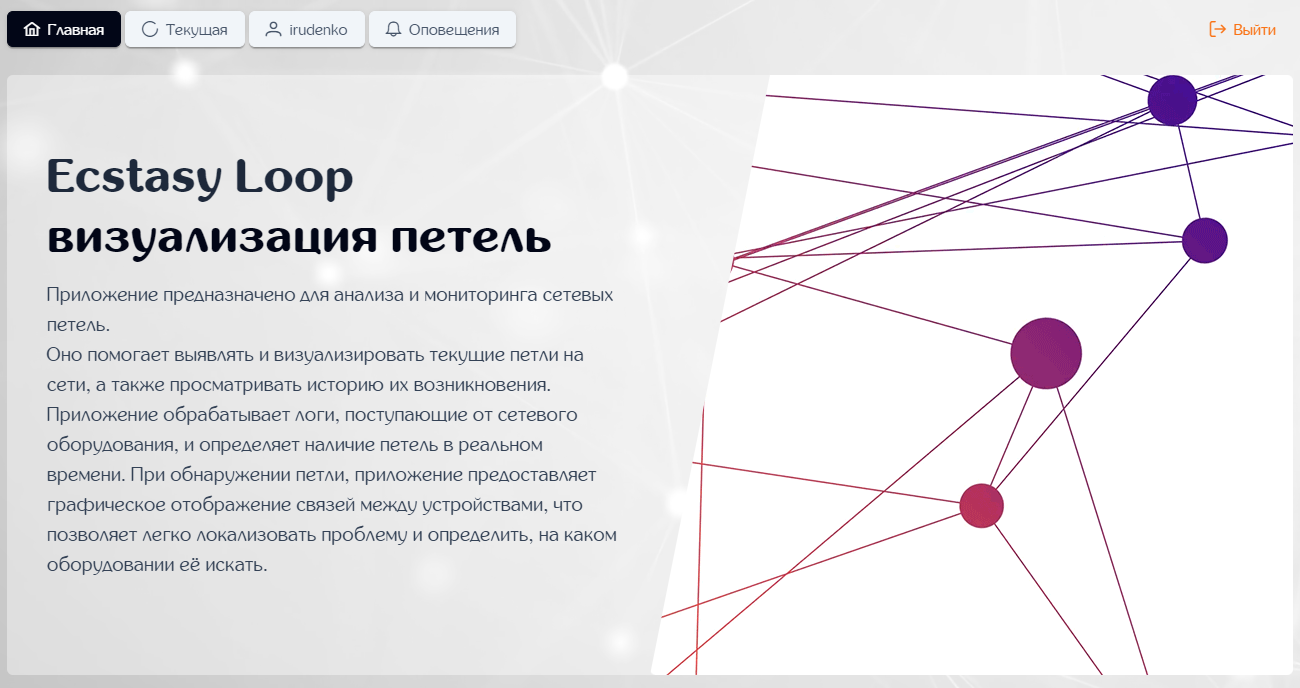 Главная
Текущая
irudenko
Оповещения
Выйти
Ecstasy Loop
визуализация петель
Приложение предназначено для анализа и мониторинга сетевых
петель.
Оно помогает выявлять и визуализировать текущие петли на
сети, а также просматривать историю их возникновения.
Приложение обрабатывает логи, поступающие от сетевого
оборудования, и определяет наличие петель в реальном
времени. При обнаружении петли, приложение предоставляет
графическое отображение связей между устройствами, что
позволяет легко локализовать проблему и определить, на каком
оборудовании её искать.